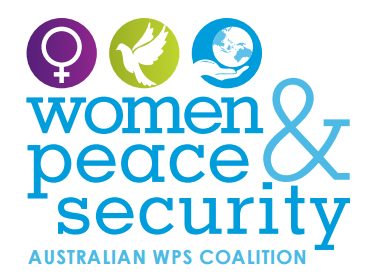 women &
peace
security
AUSTRALIAN WPS COALITION